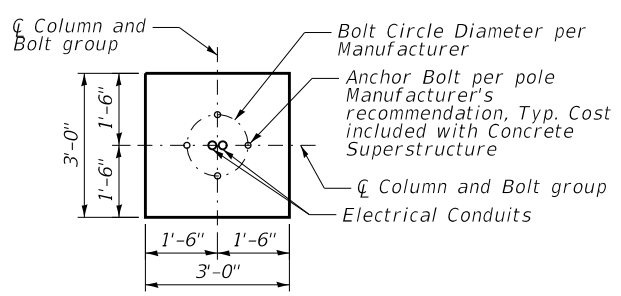 ℄ Column and
Bolt group
Bolt Circle Diameter per
Manufacturer
Anchor Bolt per pole
Manufacturer's
recommendation, Typ. Cost
included with Concrete
Superstructure
℄ Column and Bolt group
Electrical Conduits
3'-0"
1'-6"
1'-6"
1'-6" 1'-6"
3'-0"